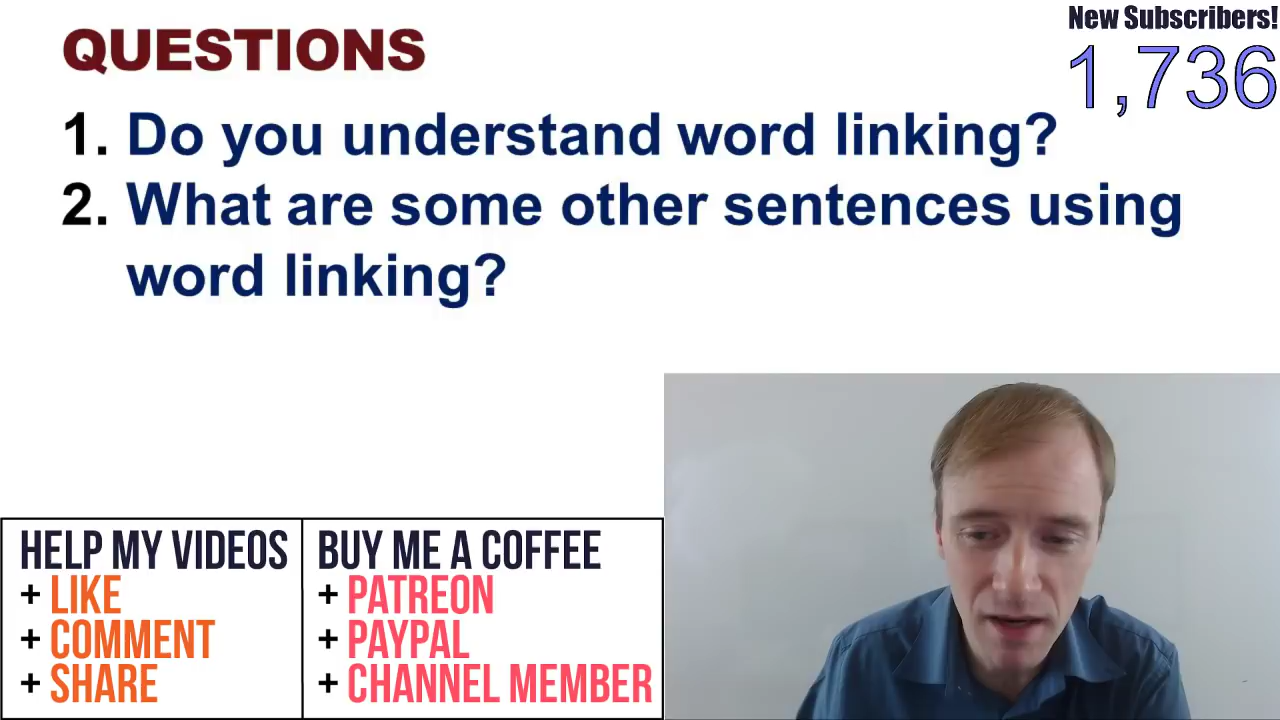 QUESTIONS
New Subscribers!
1,736
1. Do you understand word linking?
2. What are some other sentences using
word linking?
HELP MY VIDEOS
+ LIKE
+ COMMENT
+ SHARE
BUY ME A COFFEE
+ PATREON
+ PAYPAL
+ CHANNEL MEMBER